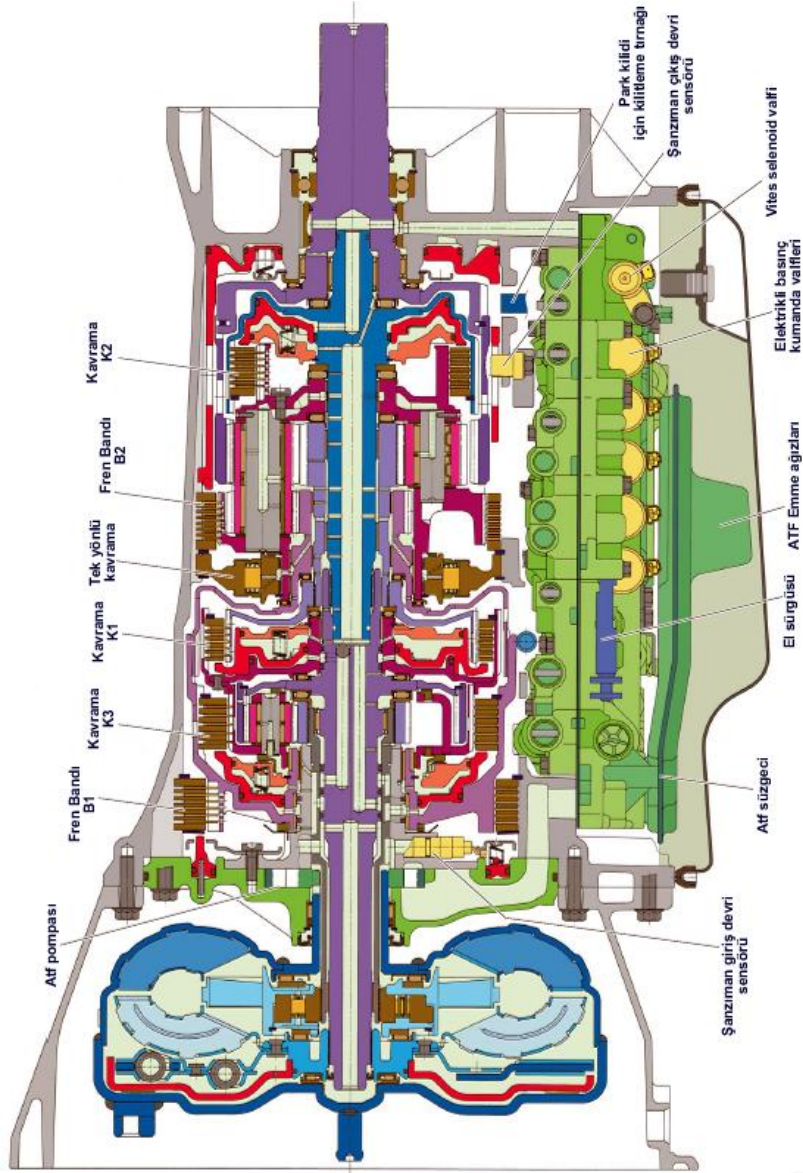 Atf pompası
Fren Bandı
B1
Kavrama
K3
Kavrama
K1
Tek yönlü
kavrama
Fren Bandı
B2
Kavrama
K2
Park kilidi
için kilitleme tırnağı
Şanzıman çıkış devri
sensörü
Vites selenoid valfi
Elektrikli basınç
kumanda valfleri
ATF Emme ağızları
El sürgüsü
Atf süzgeci
Şanzıman giriş devri
sensörü